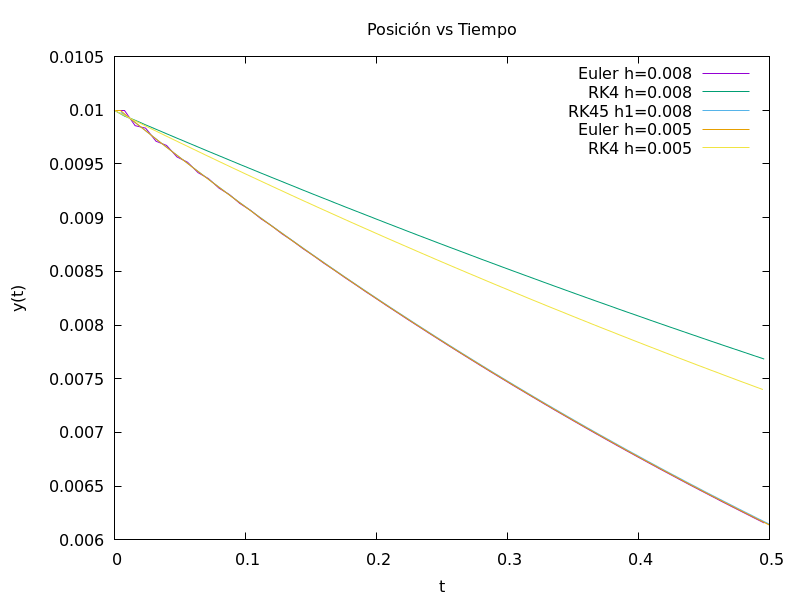 Posición vs Tiempo
0.0105
0.01
0.0095
0.009
0.0085
0.008
0.0075
0.007
0.0065
0.006
y(t)
Euler h=0.008
RK4 h=0.008
RK45 h1=0.008
Euler h=0.005
RK4 h=0.005
0
0.1
0.2
0.3
0.4
0.5
t